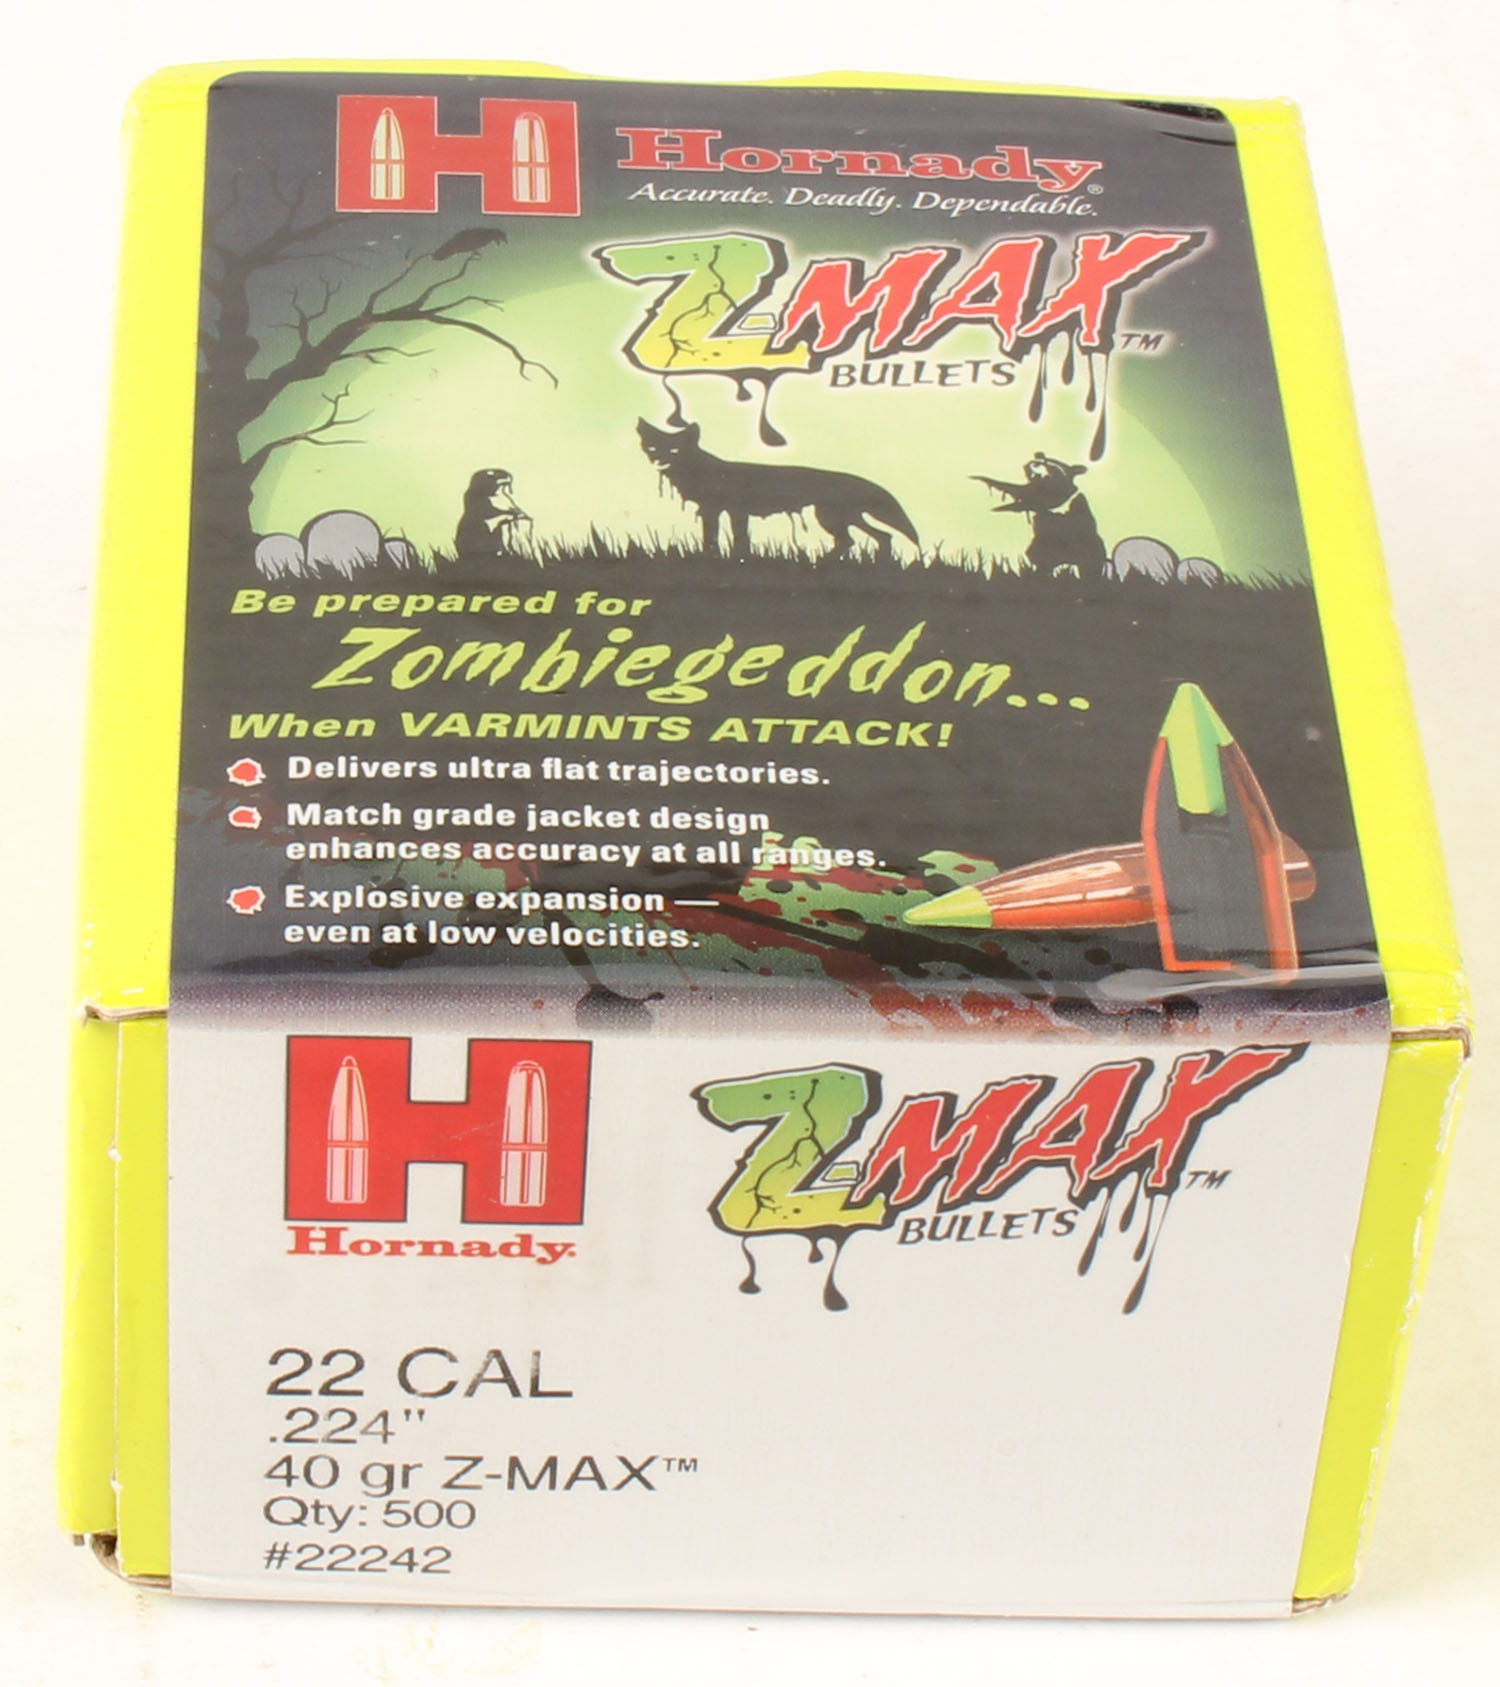 Hornady®
Accurate. Deadly. Dependable.
Z-MAX™
BULLETS
Be prepared for
Zombiegeddon...
When VARMINTS ATTACK!
Delivers ultra flat trajectories.
Match grade jacket design
enhances accuracy at all ranges.
Explosive expansion —
even at low velocities.
H
Hornady.
Z-MAX™
BULLETS
22 CAL
.224"
40 gr Z-MAX™
Qty: 500
#22242